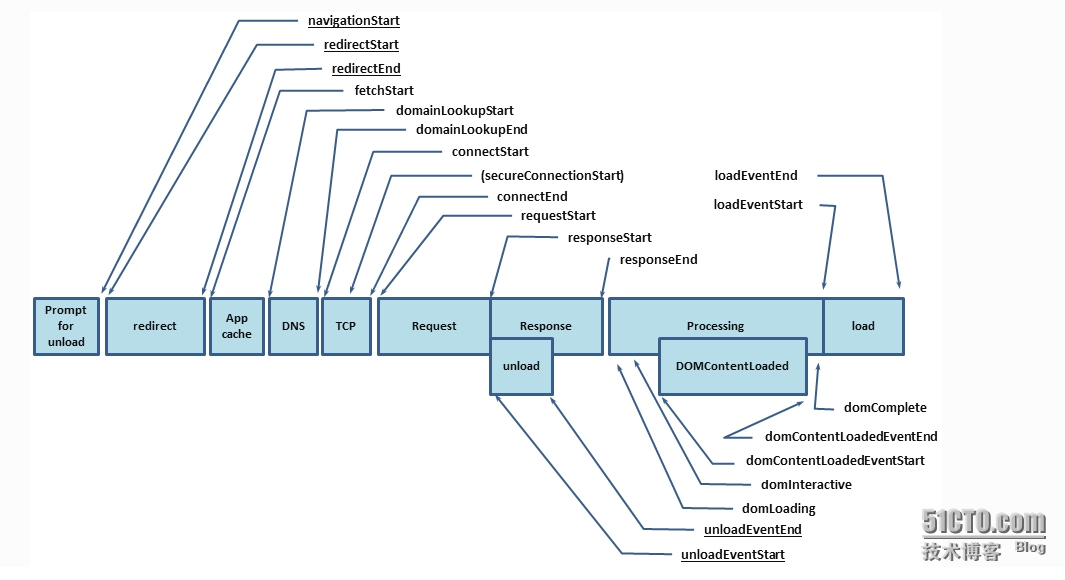 navigationStart
redirectStart
redirectEnd
fetchStart
domainLookupStart
domainLookupEnd
connectStart
(secureConnectionStart)
loadEventEnd
connectEnd
loadEventStart
requestStart
responseStart
responseEnd
Prompt
for
unload
redirect
App
cache
DNS
TCP
Request
Response
Processing
load
unload
DOMContentLoaded
domComplete
domContentLoadedEventEnd
domContentLoadedEventStart
domInteractive
domLoading
unloadEventEnd
unloadEventStart
51CTO.com
技术博客 Blog